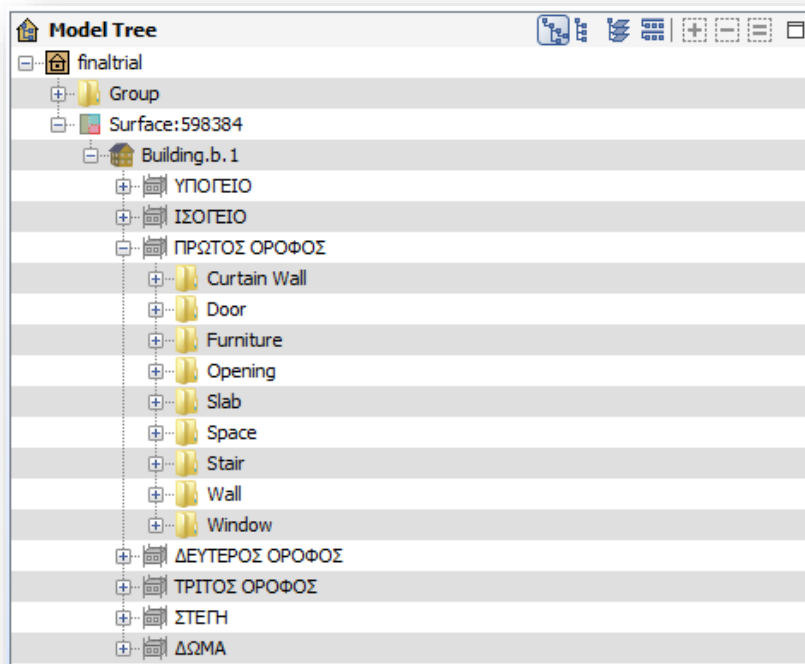 Model Tree
finaltrial
Group
Surface:598384
Building.b.1
ΥΠΟΓΕΙΟ
ΙΣΟΓΕΙΟ
ΠΡΩΤΟΣ ΟΡΟΦΟΣ
Curtain Wall
Door
Furniture
Opening
Slab
Space
Stair
Wall
Window
ΔΕΥΤΕΡΟΣ ΟΡΟΦΟΣ
ΤΡΙΤΟΣ ΟΡΟΦΟΣ
ΣΤΕΓΗ
ΔΩΜΑ